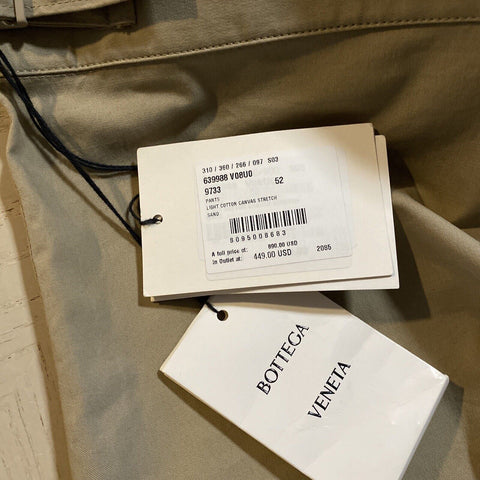 310 / 360 / 266 / 097 S03
639988 V08U0
9733 52
PANTS
LIGHT COTTON CANVAS STRETCH
SAND
8095008683
A full price of: 890.00 USD
In Outlet at: 449.00 USD 2085
BOTTEGA
VENETA